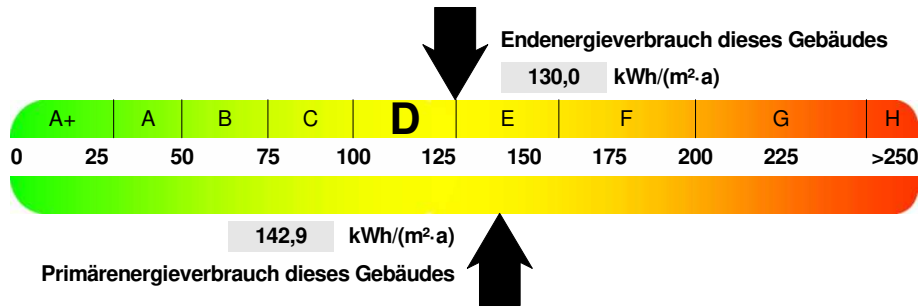 Endenergieverbrauch dieses Gebäudes
130,0 kWh/(m²·a)
A+ A B C D E F G H
0 25 50 75 100 125 150 175 200 225 >250
142,9 kWh/(m²·a)
Primärenergieverbrauch dieses Gebäudes